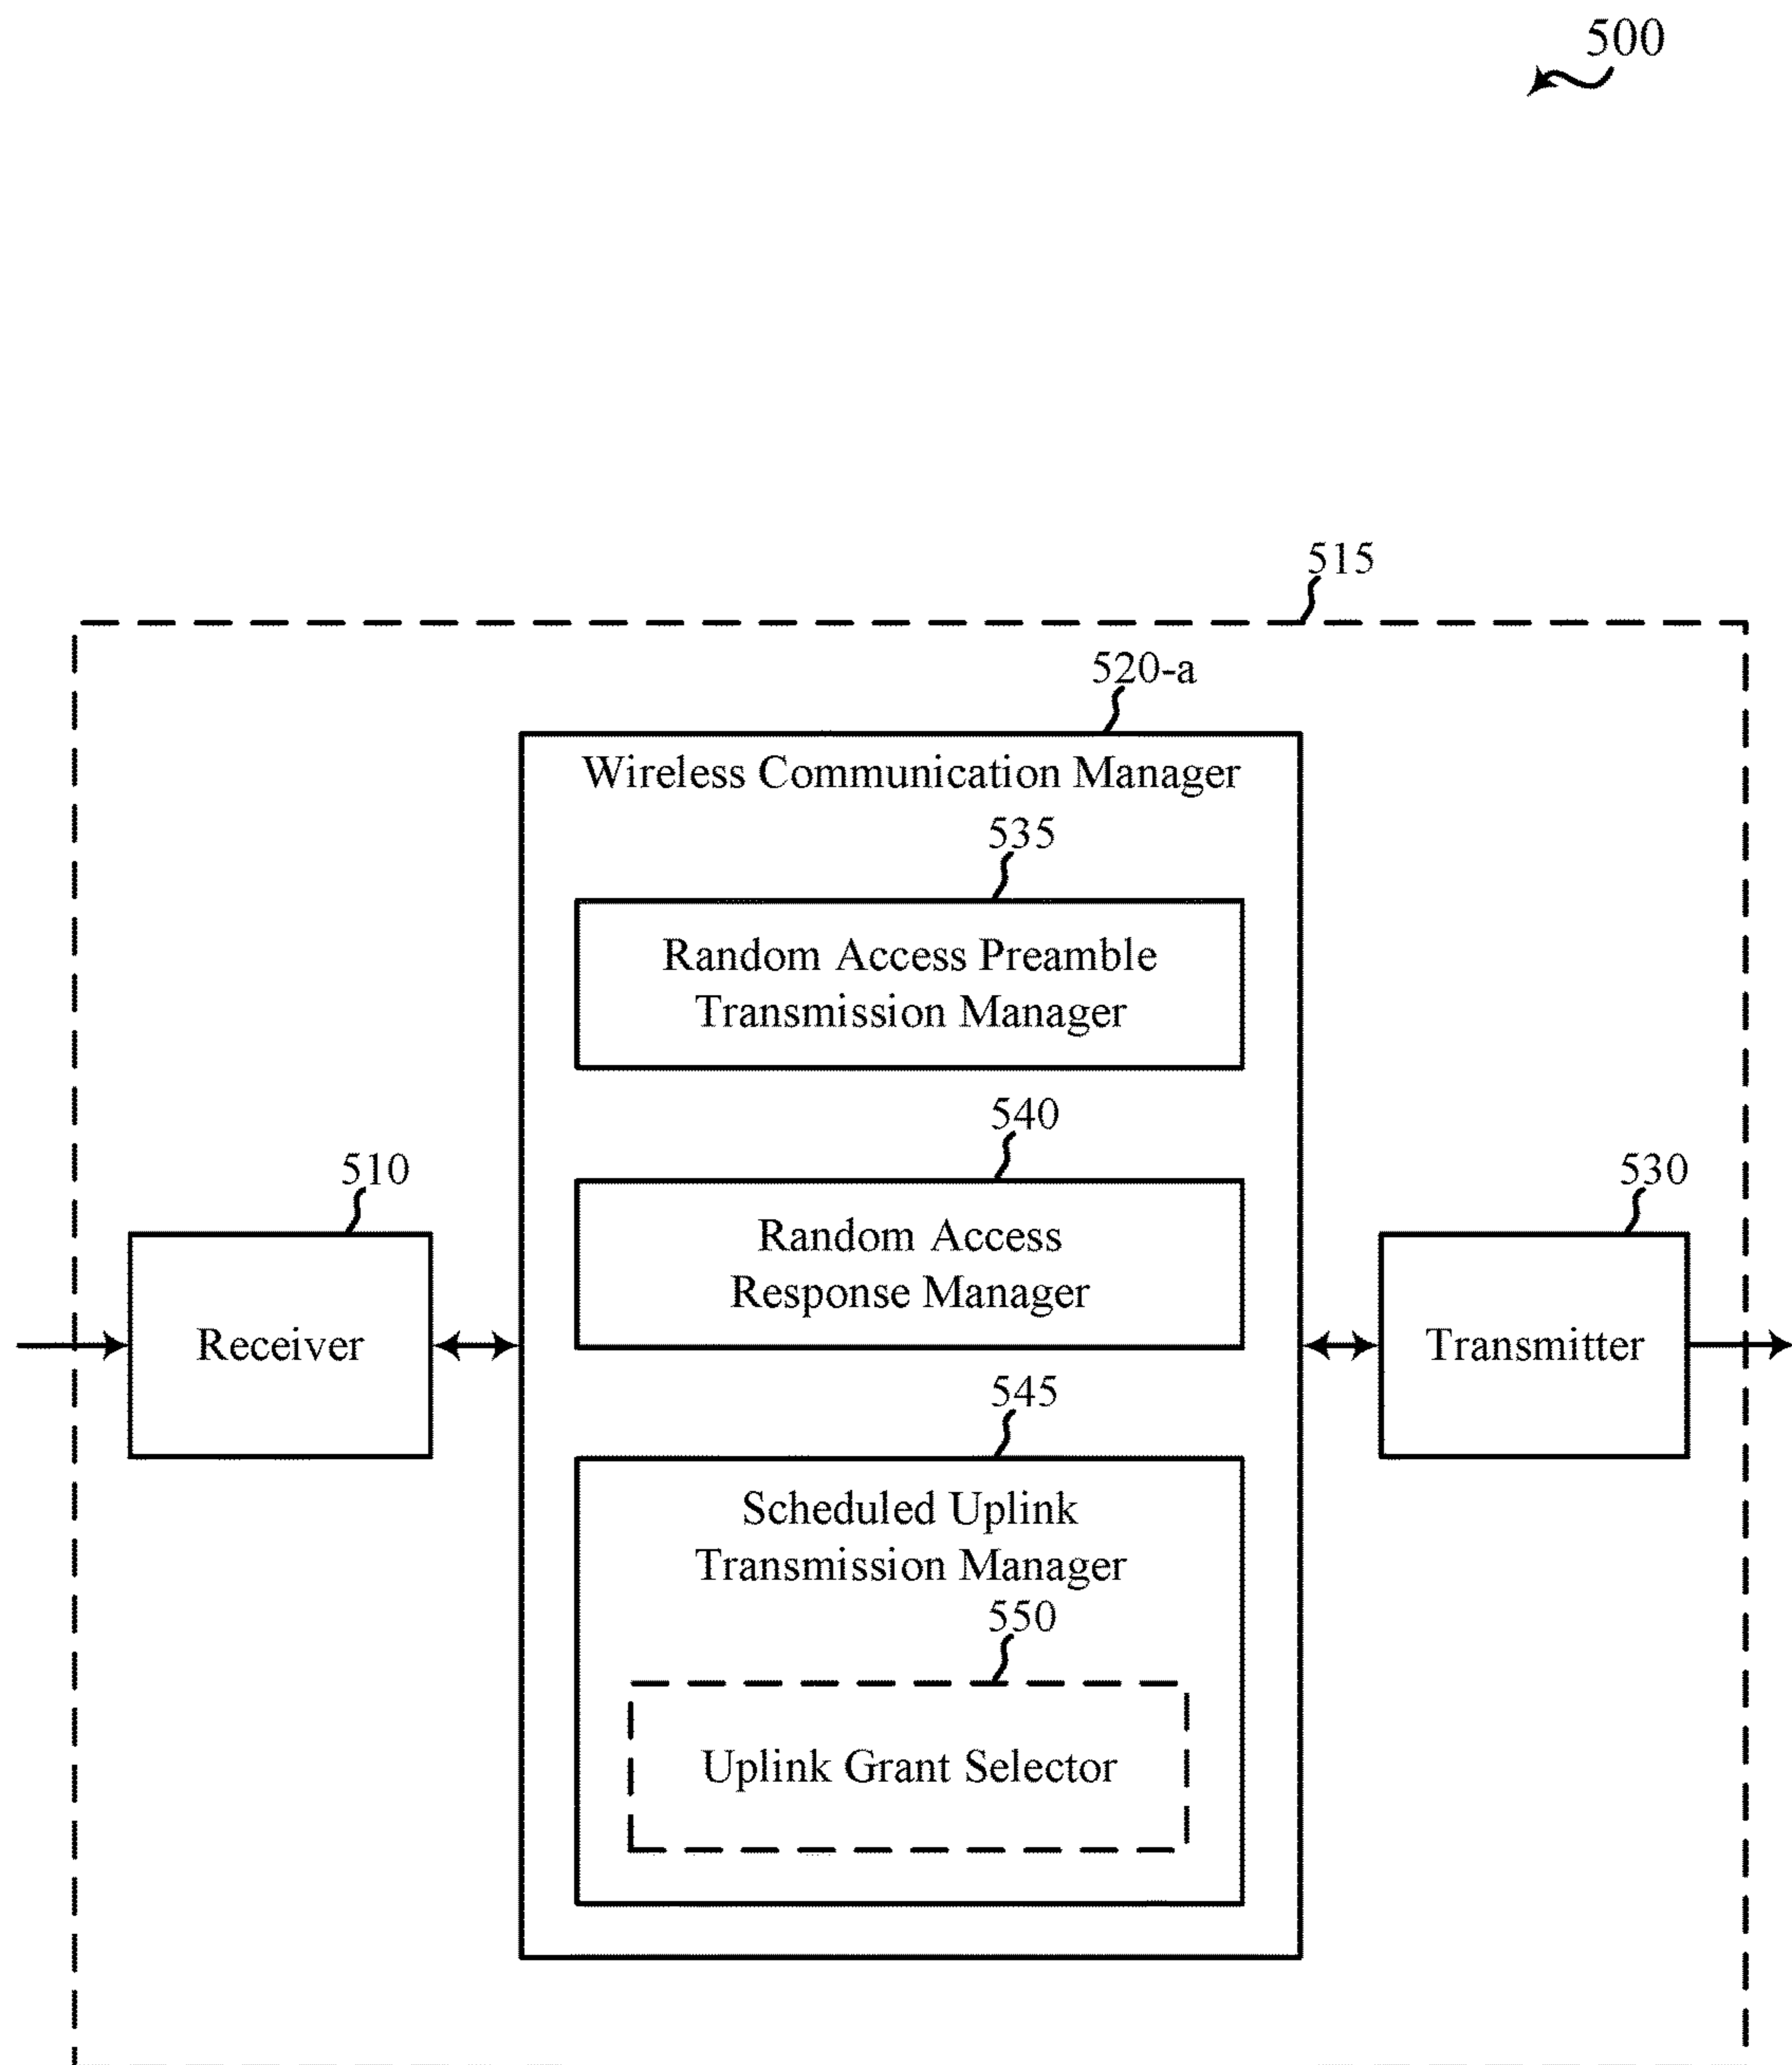 500
515
520-a
Wireless Communication Manager
535
Random Access Preamble
Transmission Manager
540
Random Access
Response Manager
510
Receiver
530
Transmitter
545
Scheduled Uplink
Transmission Manager
550
Uplink Grant Selector